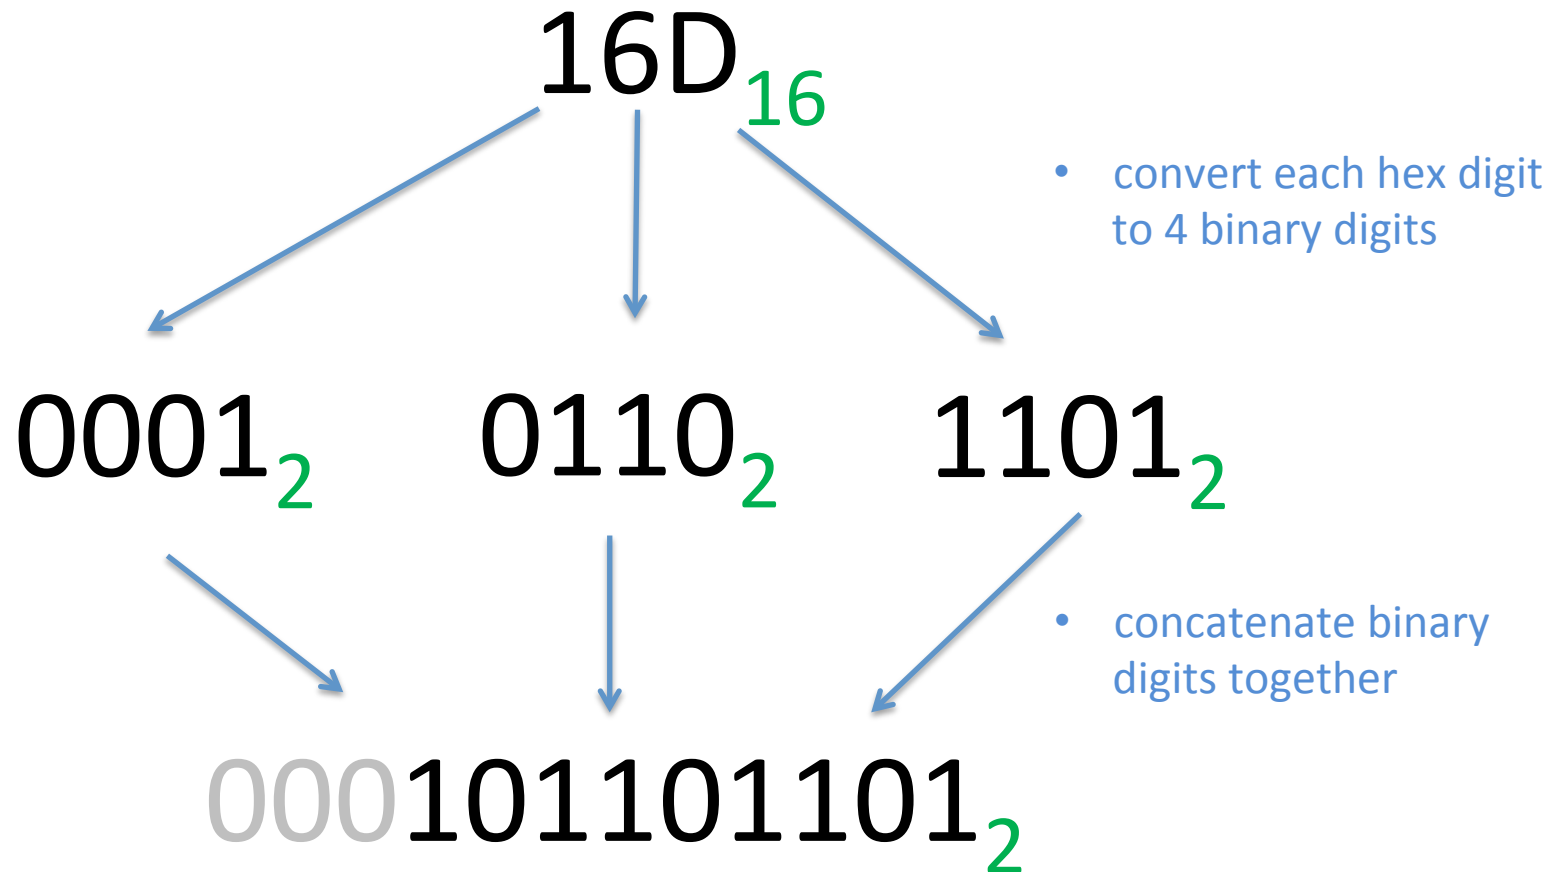 16D₁₆
• convert each hex digit
to 4 binary digits
0001₂ 0110₂ 1101₂
• concatenate binary
digits together
000101101101₂